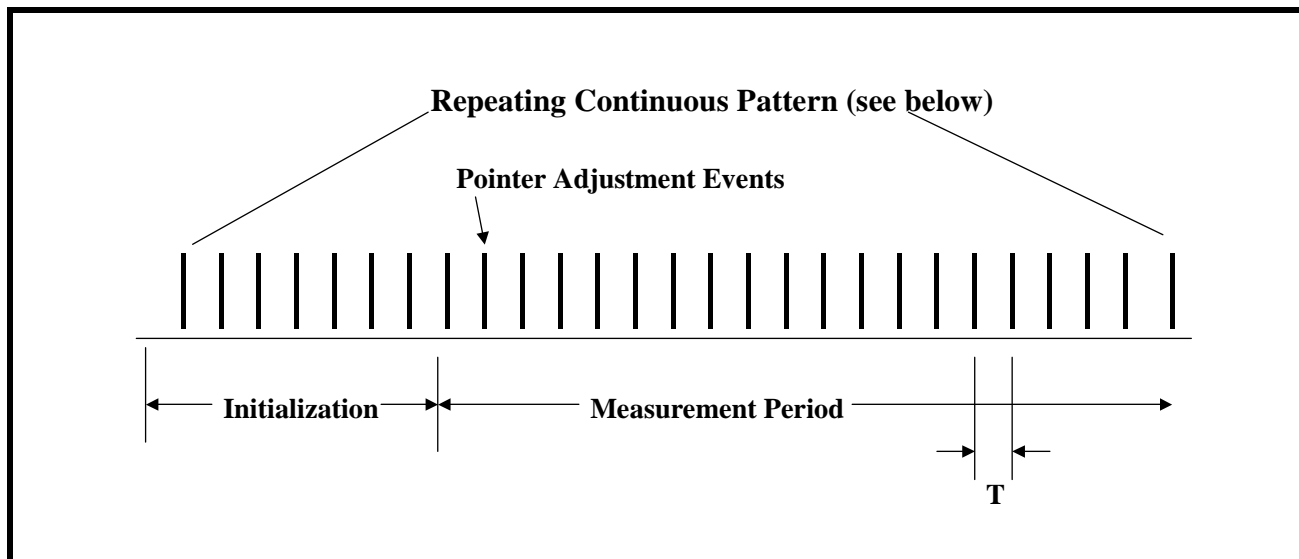 Repeating Continuous Pattern (see below)
Pointer Adjustment Events
Initialization
Measurement Period
T